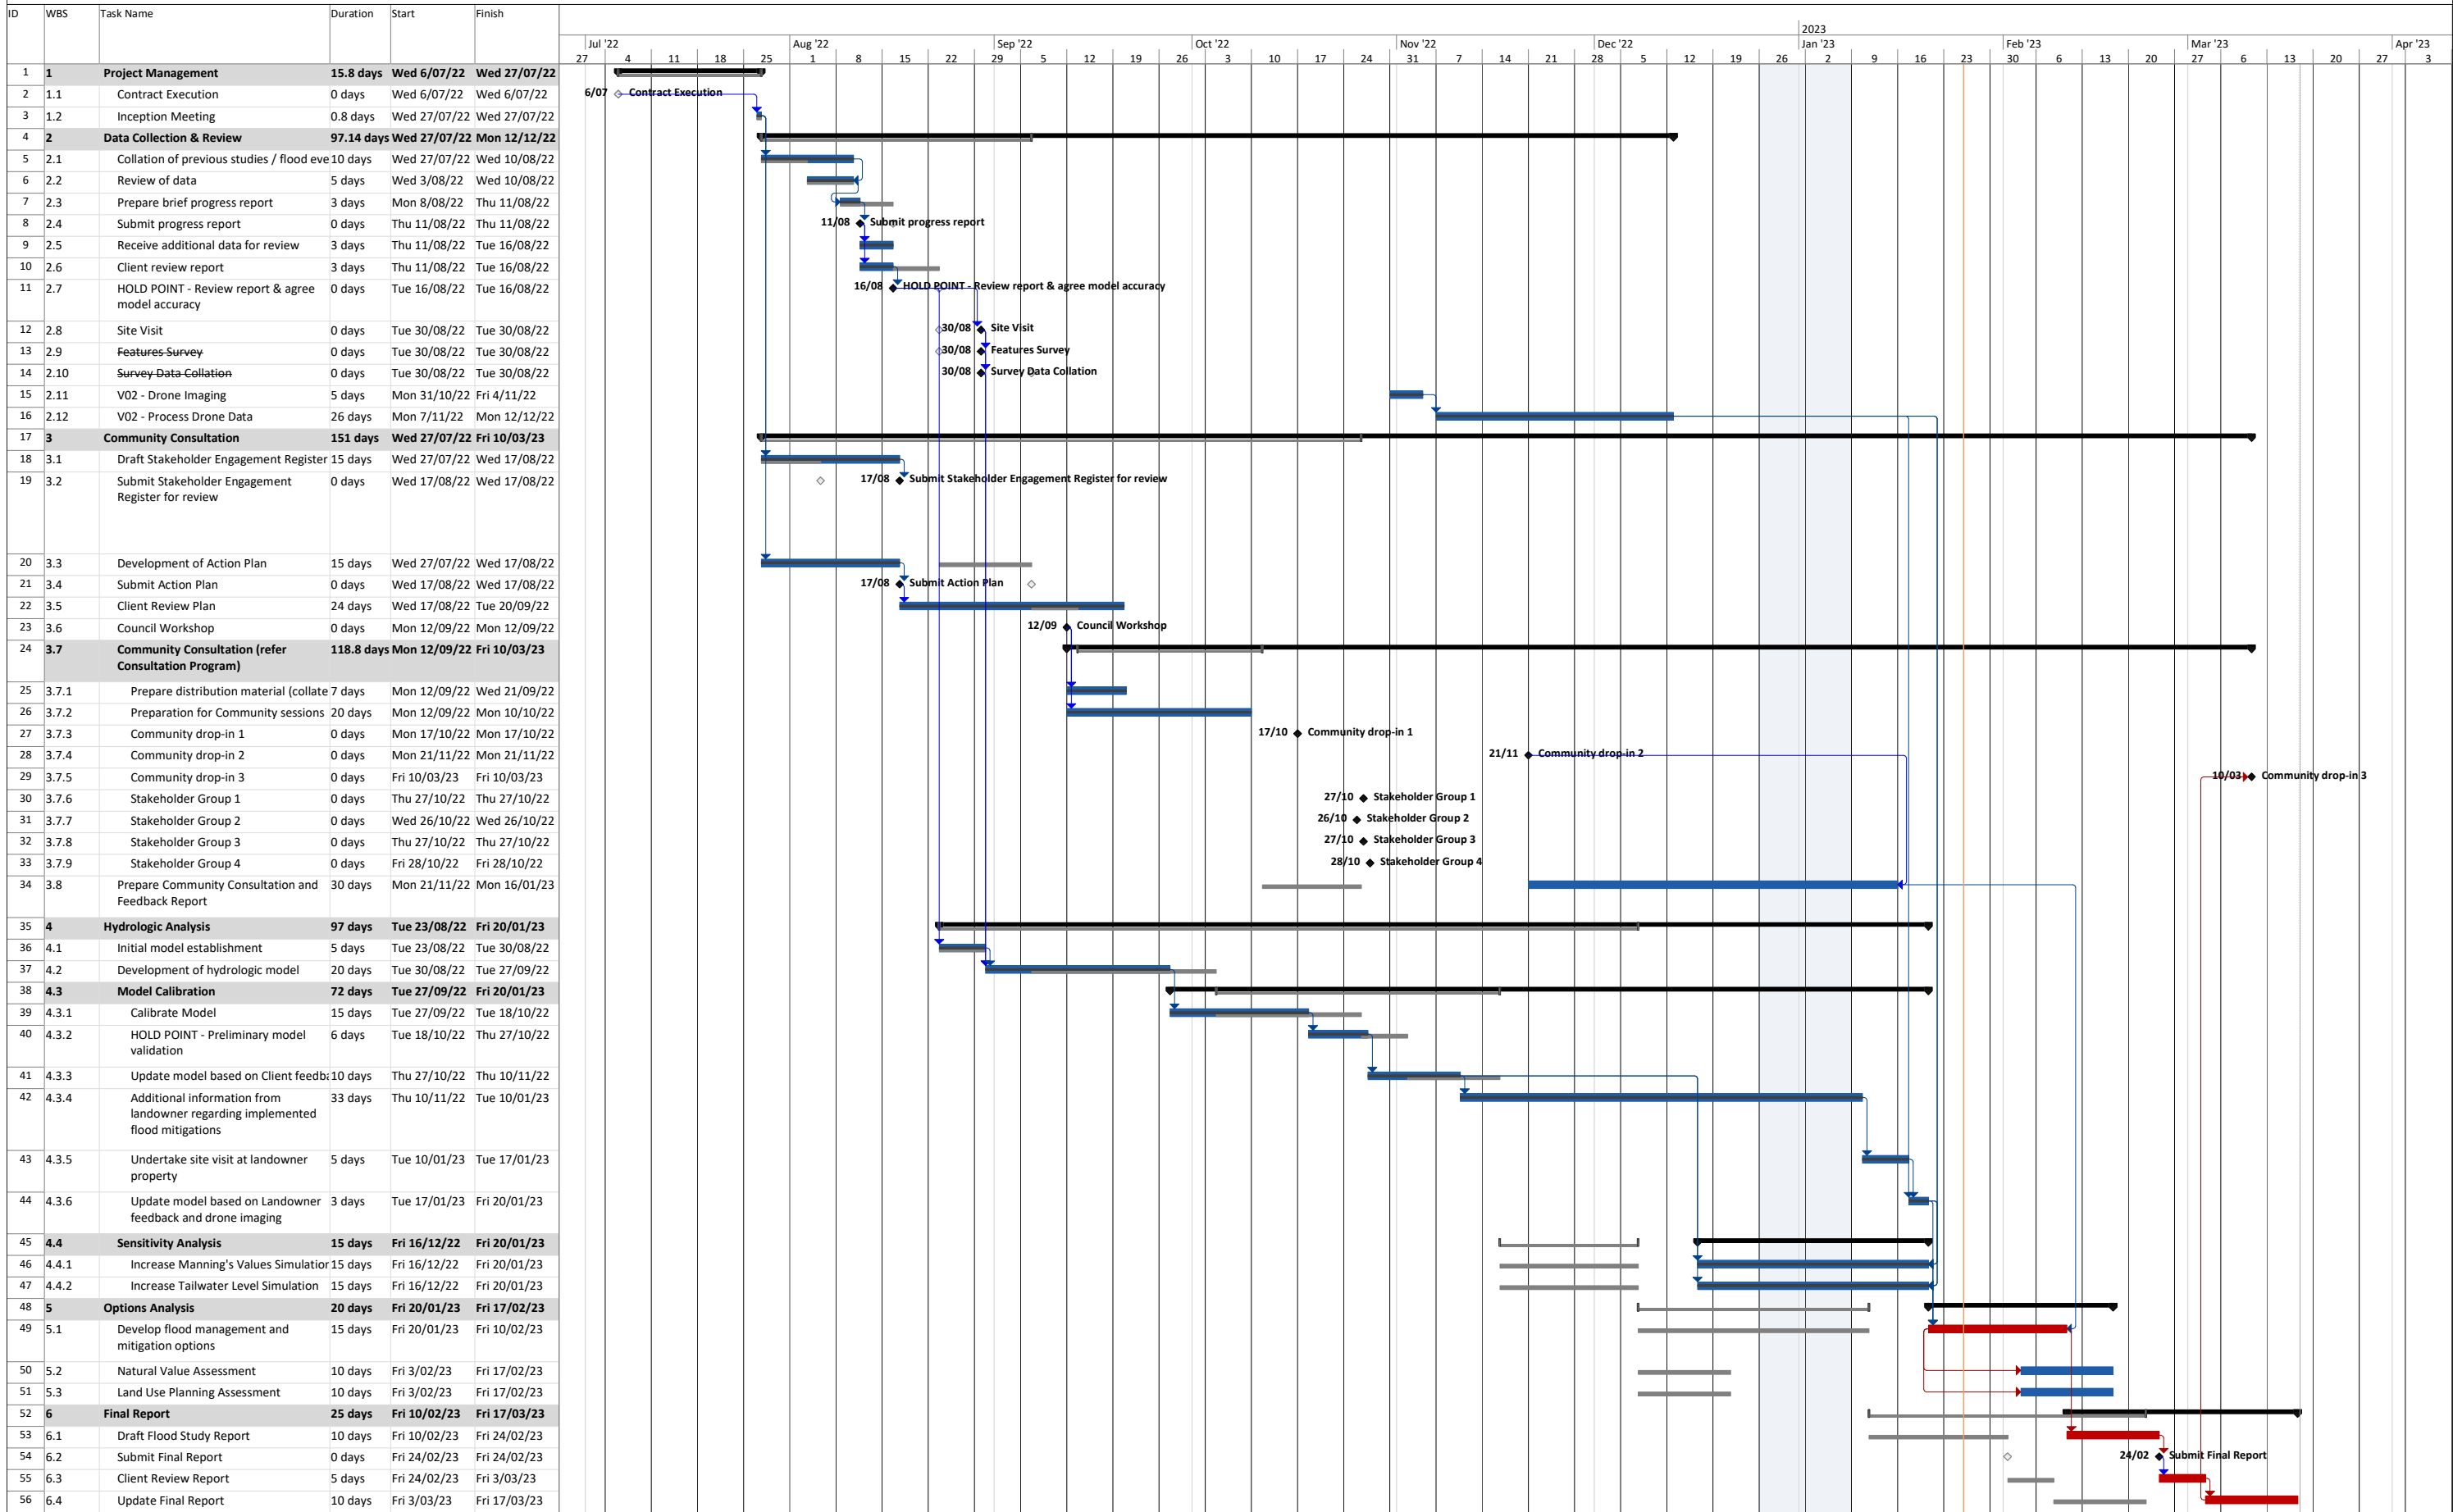 ID WBS Task Name Duration Start Finish
2023
Jul '22 Aug '22 Sep '22 Oct '22 Nov '22 Dec '22 Jan '23 Feb '23 Mar '23 Apr '23
27 4 11 18 25 1 8 15 22 29 5 12 19 26 3 10 17 24 31 7 14 21 28 5 12 19 26 2 9 16 23 30 6 13 20 27 6 13 20 27 3
1 1 Project Management 15.8 days Wed 6/07/22 Wed 27/07/22
2 1.1 Contract Execution 0 days Wed 6/07/22 Wed 6/07/22 6/07 Contract Execution
3 1.2 Inception Meeting 0.8 days Wed 27/07/22 Wed 27/07/22
4 2 Data Collection & Review 97.14 days Wed 27/07/22 Mon 12/12/22
5 2.1 Collation of previous studies / flood eve 10 days Wed 27/07/22 Wed 10/08/22
6 2.2 Review of data 5 days Wed 3/08/22 Wed 10/08/22
7 2.3 Prepare brief progress report 3 days Mon 8/08/22 Thu 11/08/22
8 2.4 Submit progress report 0 days Thu 11/08/22 Thu 11/08/22 11/08 Submit progress report
9 2.5 Receive additional data for review 3 days Thu 11/08/22 Tue 16/08/22
10 2.6 Client review report 3 days Thu 11/08/22 Tue 16/08/22
11 2.7 HOLD POINT - Review report & agree 0 days Tue 16/08/22 Tue 16/08/22 16/08 HOLD POINT - Review report & agree model accuracy
model accuracy
12 2.8 Site Visit 0 days Tue 30/08/22 Tue 30/08/22 30/08 Site Visit
13 2.9 Features Survey 0 days Tue 30/08/22 Tue 30/08/22 30/08 Features Survey
14 2.10 Survey Data Collation 0 days Tue 30/08/22 Tue 30/08/22 30/08 Survey Data Collation
15 2.11 V02 - Drone Imaging 5 days Mon 31/10/22 Fri 4/11/22
16 2.12 V02 - Process Drone Data 26 days Mon 7/11/22 Mon 12/12/22
17 3 Community Consultation 151 days Wed 27/07/22 Fri 10/03/23
18 3.1 Draft Stakeholder Engagement Register 15 days Wed 27/07/22 Wed 17/08/22
19 3.2 Submit Stakeholder Engagement 0 days Wed 17/08/22 Wed 17/08/22 17/08 Submit Stakeholder Engagement Register for review
Register for review
20 3.3 Development of Action Plan 15 days Wed 27/07/22 Wed 17/08/22
21 3.4 Submit Action Plan 0 days Wed 17/08/22 Wed 17/08/22 17/08 Submit Action Plan
22 3.5 Client Review Plan 24 days Wed 17/08/22 Tue 20/09/22
23 3.6 Council Workshop 0 days Mon 12/09/22 Mon 12/09/22 12/09 Council Workshop
24 3.7 Community Consultation (refer 118.8 days Mon 12/09/22 Fri 10/03/23
Consultation Program)
25 3.7.1 Prepare distribution material (collate 7 days Mon 12/09/22 Wed 21/09/22
26 3.7.2 Preparation for Community sessions 20 days Mon 12/09/22 Mon 10/10/22
27 3.7.3 Community drop-in 1 0 days Mon 17/10/22 Mon 17/10/22 17/10 Community drop-in 1
28 3.7.4 Community drop-in 2 0 days Mon 21/11/22 Mon 21/11/22 21/11 Community drop-in 2
29 3.7.5 Community drop-in 3 0 days Fri 10/03/23 Fri 10/03/23 10/03 Community drop-in 3
30 3.7.6 Stakeholder Group 1 0 days Thu 27/10/22 Thu 27/10/22 27/10 Stakeholder Group 1
31 3.7.7 Stakeholder Group 2 0 days Wed 26/10/22 Wed 26/10/22 26/10 Stakeholder Group 2
32 3.7.8 Stakeholder Group 3 0 days Thu 27/10/22 Thu 27/10/22 27/10 Stakeholder Group 3
33 3.7.9 Stakeholder Group 4 0 days Fri 28/10/22 Fri 28/10/22 28/10 Stakeholder Group 4
34 3.8 Prepare Community Consultation and 30 days Mon 21/11/22 Mon 16/01/23
Feedback Report
35 4 Hydrologic Analysis 97 days Tue 23/08/22 Fri 20/01/23
36 4.1 Initial model establishment 5 days Tue 23/08/22 Tue 30/08/22
37 4.2 Development of hydrologic model 20 days Tue 30/08/22 Tue 27/09/22
38 4.3 Model Calibration 72 days Tue 27/09/22 Fri 20/01/23
39 4.3.1 Calibrate Model 15 days Tue 27/09/22 Tue 18/10/22
40 4.3.2 HOLD POINT - Preliminary model 6 days Tue 18/10/22 Thu 27/10/22
validation
41 4.3.3 Update model based on Client feedba 10 days Thu 27/10/22 Thu 10/11/22
42 4.3.4 Additional information from 33 days Thu 10/11/22 Tue 10/01/23
landowner regarding implemented
flood mitigations
43 4.3.5 Undertake site visit at landowner 5 days Tue 10/01/23 Tue 17/01/23
property
44 4.3.6 Update model based on Landowner 3 days Tue 17/01/23 Fri 20/01/23
feedback and drone imaging
45 4.4 Sensitivity Analysis 15 days Fri 16/12/22 Fri 20/01/23
46 4.4.1 Increase Manning's Values Simulation 15 days Fri 16/12/22 Fri 20/01/23
47 4.4.2 Increase Tailwater Level Simulation 15 days Fri 16/12/22 Fri 20/01/23
48 5 Options Analysis 20 days Fri 20/01/23 Fri 17/02/23
49 5.1 Develop flood management and 15 days Fri 20/01/23 Fri 10/02/23
mitigation options
50 5.2 Natural Value Assessment 10 days Fri 3/02/23 Fri 17/02/23
51 5.3 Land Use Planning Assessment 10 days Fri 3/02/23 Fri 17/02/23
52 6 Final Report 25 days Fri 10/02/23 Fri 17/03/23
53 6.1 Draft Flood Study Report 10 days Fri 10/02/23 Fri 24/02/23
54 6.2 Submit Final Report 0 days Fri 24/02/23 Fri 24/02/23 24/02 Submit Final Report
55 6.3 Client Review Report 5 days Fri 24/02/23 Fri 3/03/23
56 6.4 Update Final Report 10 days Fri 3/03/23 Fri 17/03/23